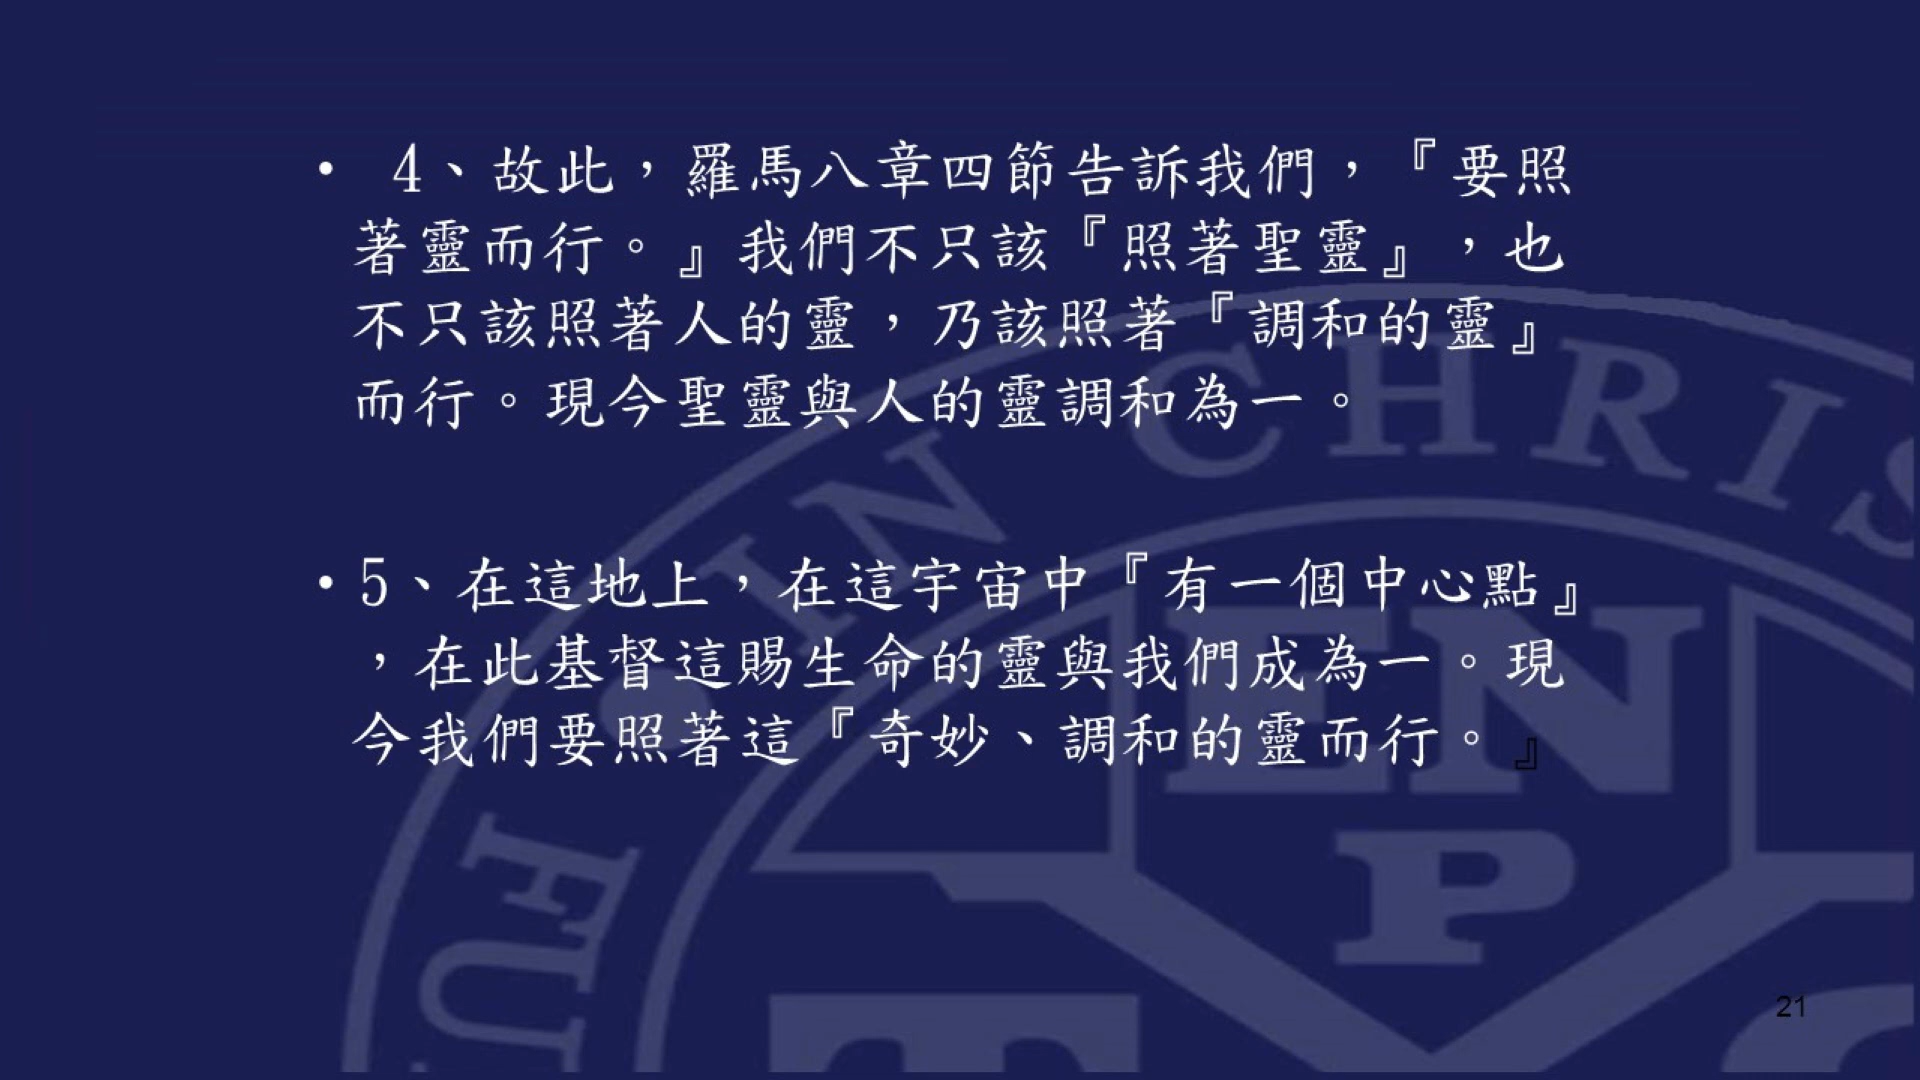 • 4、故此，羅馬八章四節告訴我們，『要照
著靈而行。』我們不只該『照著聖靈』，也
不只該照著人的靈，乃該照著『調和的靈』
而行。現今聖靈與人的靈調和為一。
•5、在這地上，在這宇宙中『有一個中心點』
，在此基督這賜生命的靈與我們成為一。現
今我們要照著這『奇妙、調和的靈而行。』
IN CHRIS
FU
EN
P
21